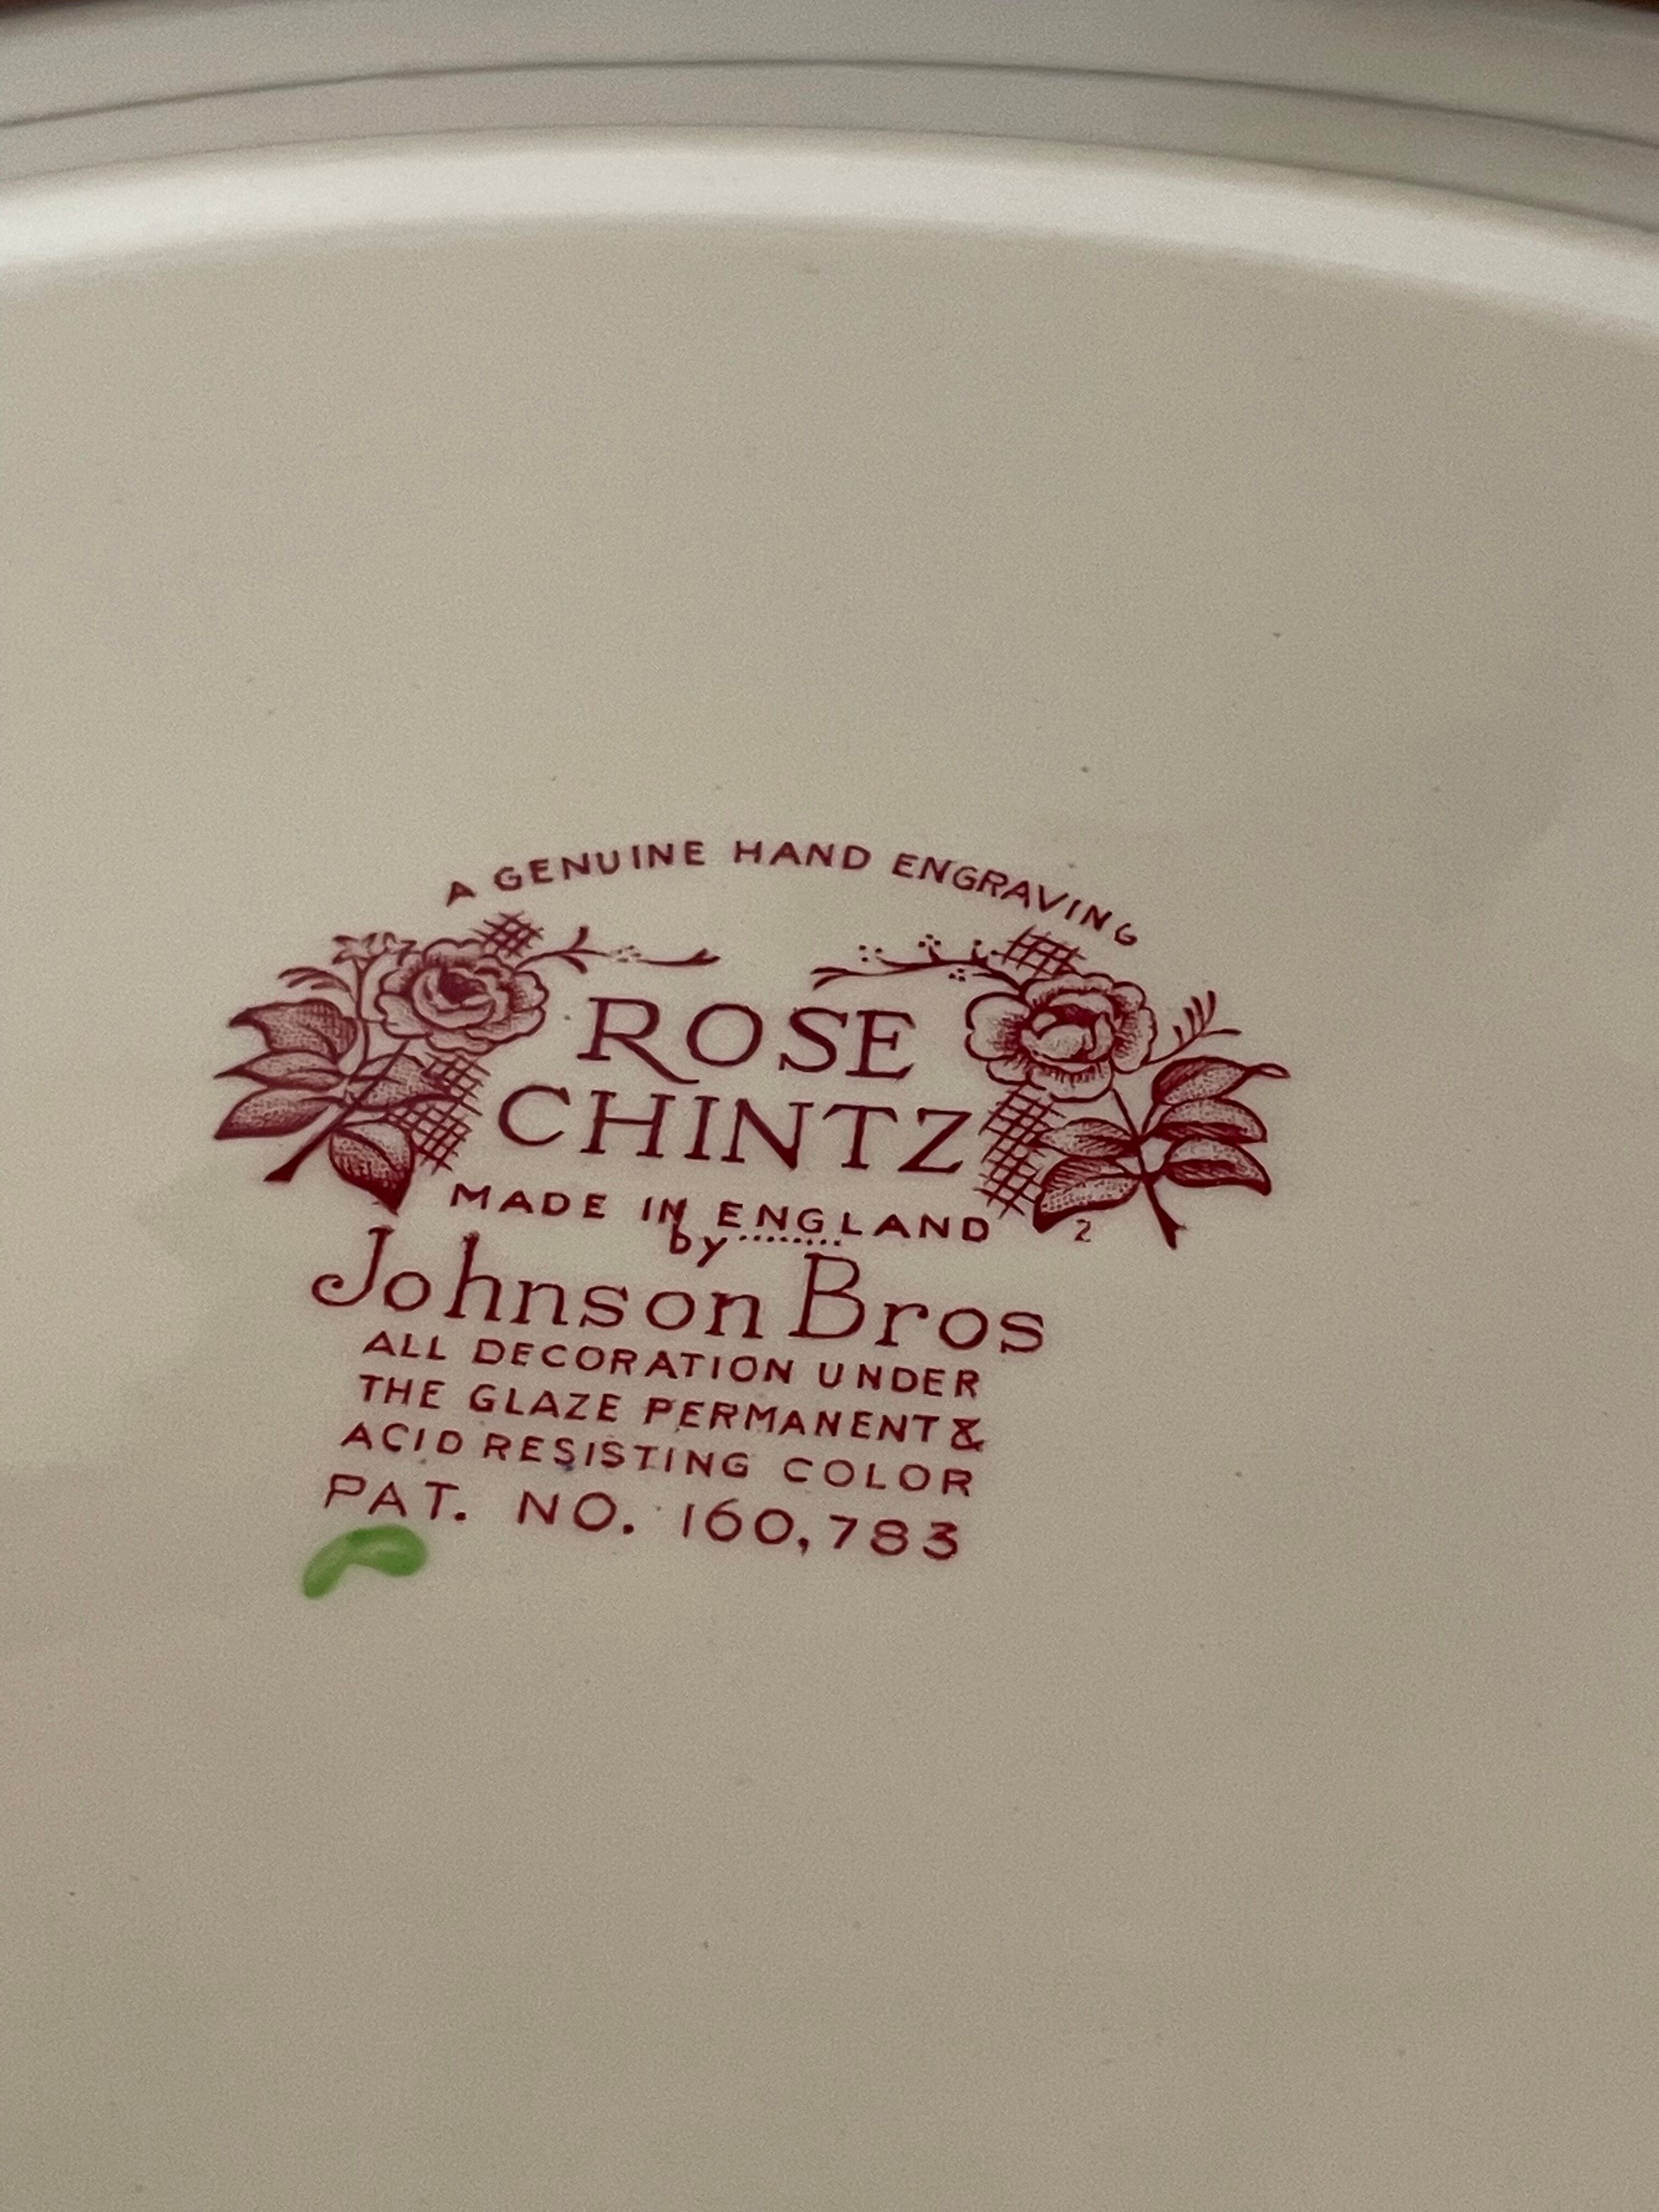 A GENUINE HAND ENGRAVING
ROSE
CHINTZ
MADE IN ENGLAND
2
by
Johnson Bros
ALL DECORATION UNDER
THE GLAZE PERMANENT &
ACID RESISTING COLOR
PAT. NO. 160,783